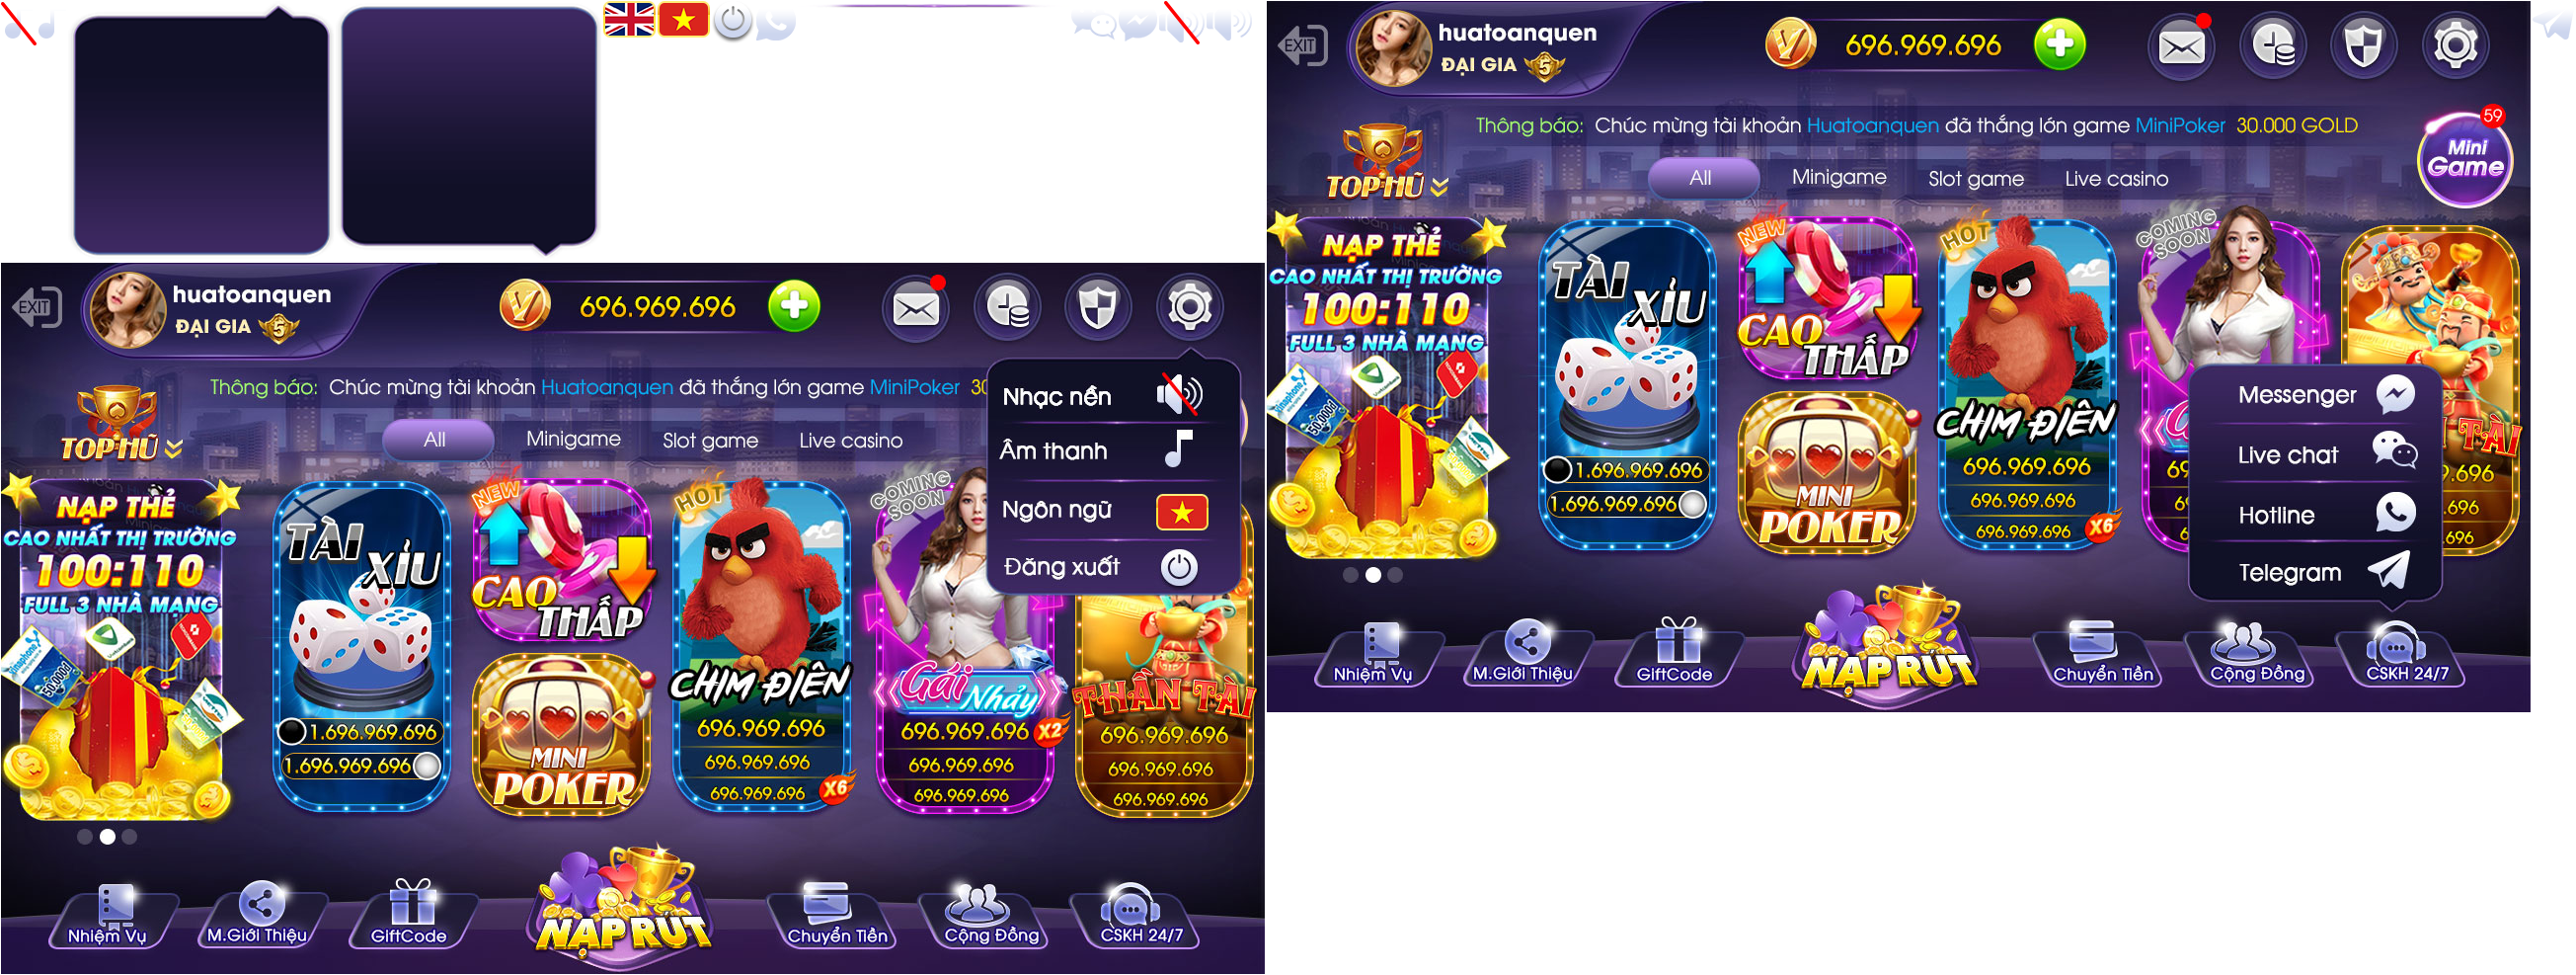 EXIT
huatoanquen
ĐẠI GIA 5
696.969.696
Thông báo: Chúc mừng tài khoản Huatoanquen đã thắng lớn game MiniPoker 30
TOP HŨ
All
Minigame
Slot game
Live casino
Nhạc nền
Âm thanh
Ngôn ngữ
Đăng xuất
NẠP THẺ
CAO NHẤT THỊ TRƯỜNG
100:110
FULL 3 NHÀ MẠNG
vinaphone
50.000đ
TÀI XỈU
1.696.969.696
1.696.969.696
NEW
CAO THẤP
MINI POKER
HOT
CHIM ĐIÊN
696.969.696
696.969.696
696.969.696
X6
COMING SOON
Gái Nhảy
696.969.696
X2
696.969.696
696.969.696
THẦN TÀI
696.969.696
696.969.696
696.969.696
Nhiệm Vụ
M.Giới Thiệu
GiftCode
NẠP RÚT
Chuyển Tiền
Cộng Đồng
CSKH 24/7
EXIT
huatoanquen
ĐẠI GIA 5
696.969.696
Thông báo: Chúc mừng tài khoản Huatoanquen đã thắng lớn game MiniPoker 30.000 GOLD
59
Mini Game
TOP HŨ
All
Minigame
Slot game
Live casino
NẠP THẺ
CAO NHẤT THỊ TRƯỜNG
100:110
FULL 3 NHÀ MẠNG
vinaphone
50.000đ
TÀI XỈU
1.696.969.696
1.696.969.696
NEW
CAO THẤP
MINI POKER
HOT
CHIM ĐIÊN
696.969.696
696.969.696
696.969.696
X6
COMING SOON
Messenger
Live chat
Hotline
Telegram
TÀI
.696
.696
.696
Nhiệm Vụ
M.Giới Thiệu
GiftCode
NẠP RÚT
Chuyển Tiền
Cộng Đồng
CSKH 24/7